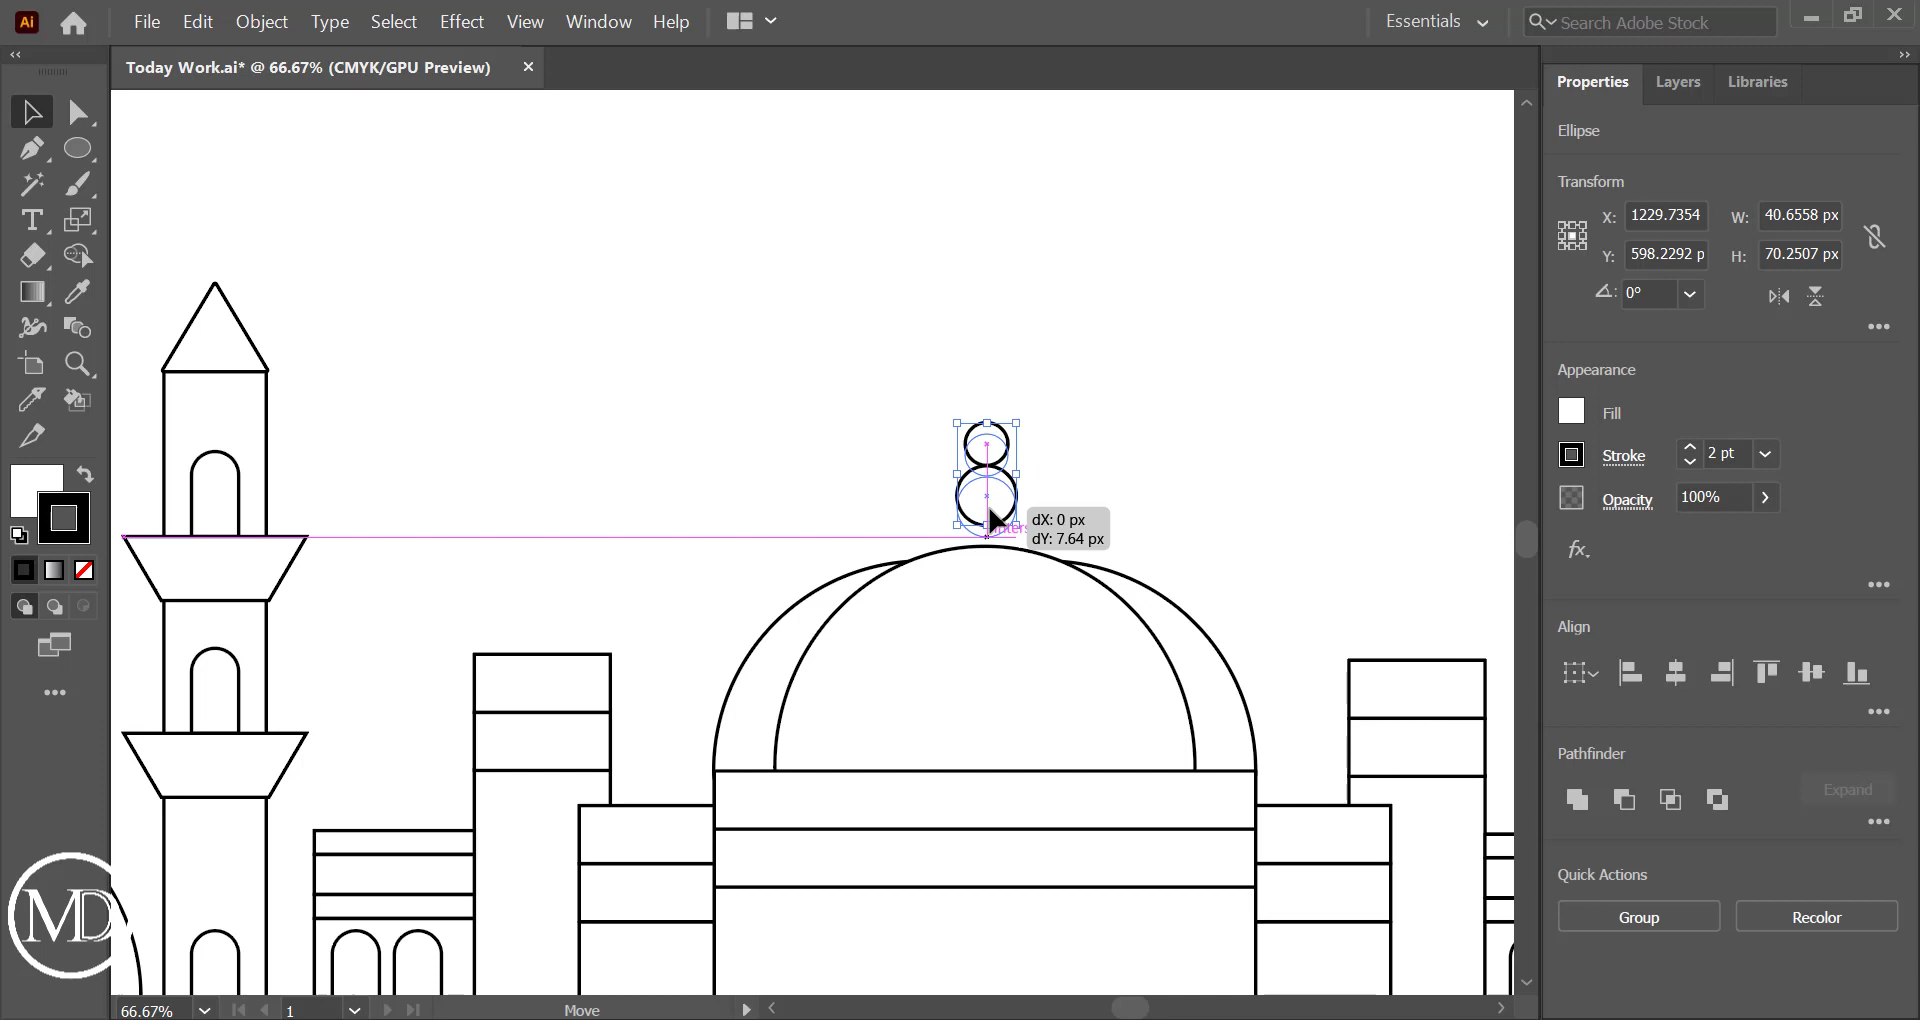 Ai File Edit Object Type Select Effect View Window Help Essentials Search Adobe Stock
Today Work.ai* @ 66.67% (CMYK/GPU Preview)
Properties Layers Libraries
Ellipse
Transform
X: 1229.7354 W: 40.6558 px
Y: 598.2292 p H: 70.2507 px
0°
Appearance
Fill
Stroke 2 pt
Opacity 100%
fx
dX: 0 px
dY: 7.64 px
Align
Pathfinder
Expand
Quick Actions
Group Recolor
MD
66.67% 1 Move